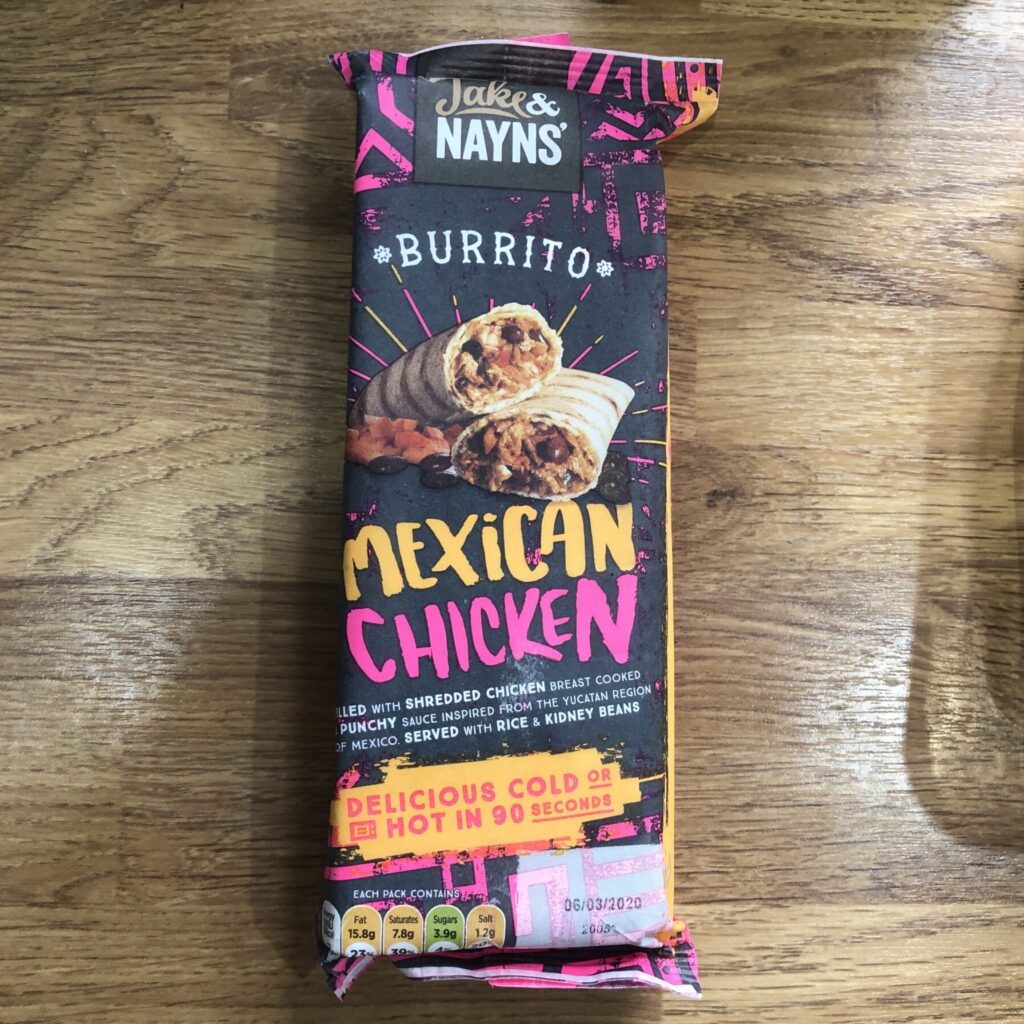 Jake &
NAYNS'
BURRITO
MEXiCAN
CHICKEN
WITH SHREDDED CHICKEN BREAST COOKED
PUNCHY SAUCE INSPIRED FROM THE YUCATAN REGION
OF MEXICO. SERVED WITH RICE & KIDNEY BEANS
DELICIOUS COLD OR
HOT IN 90 SECONDS
EACH PACK CONTAINS
06/03/2020
Fat Saturates Sugars Salt
15.8g 7.8g 3.9g 1.2g